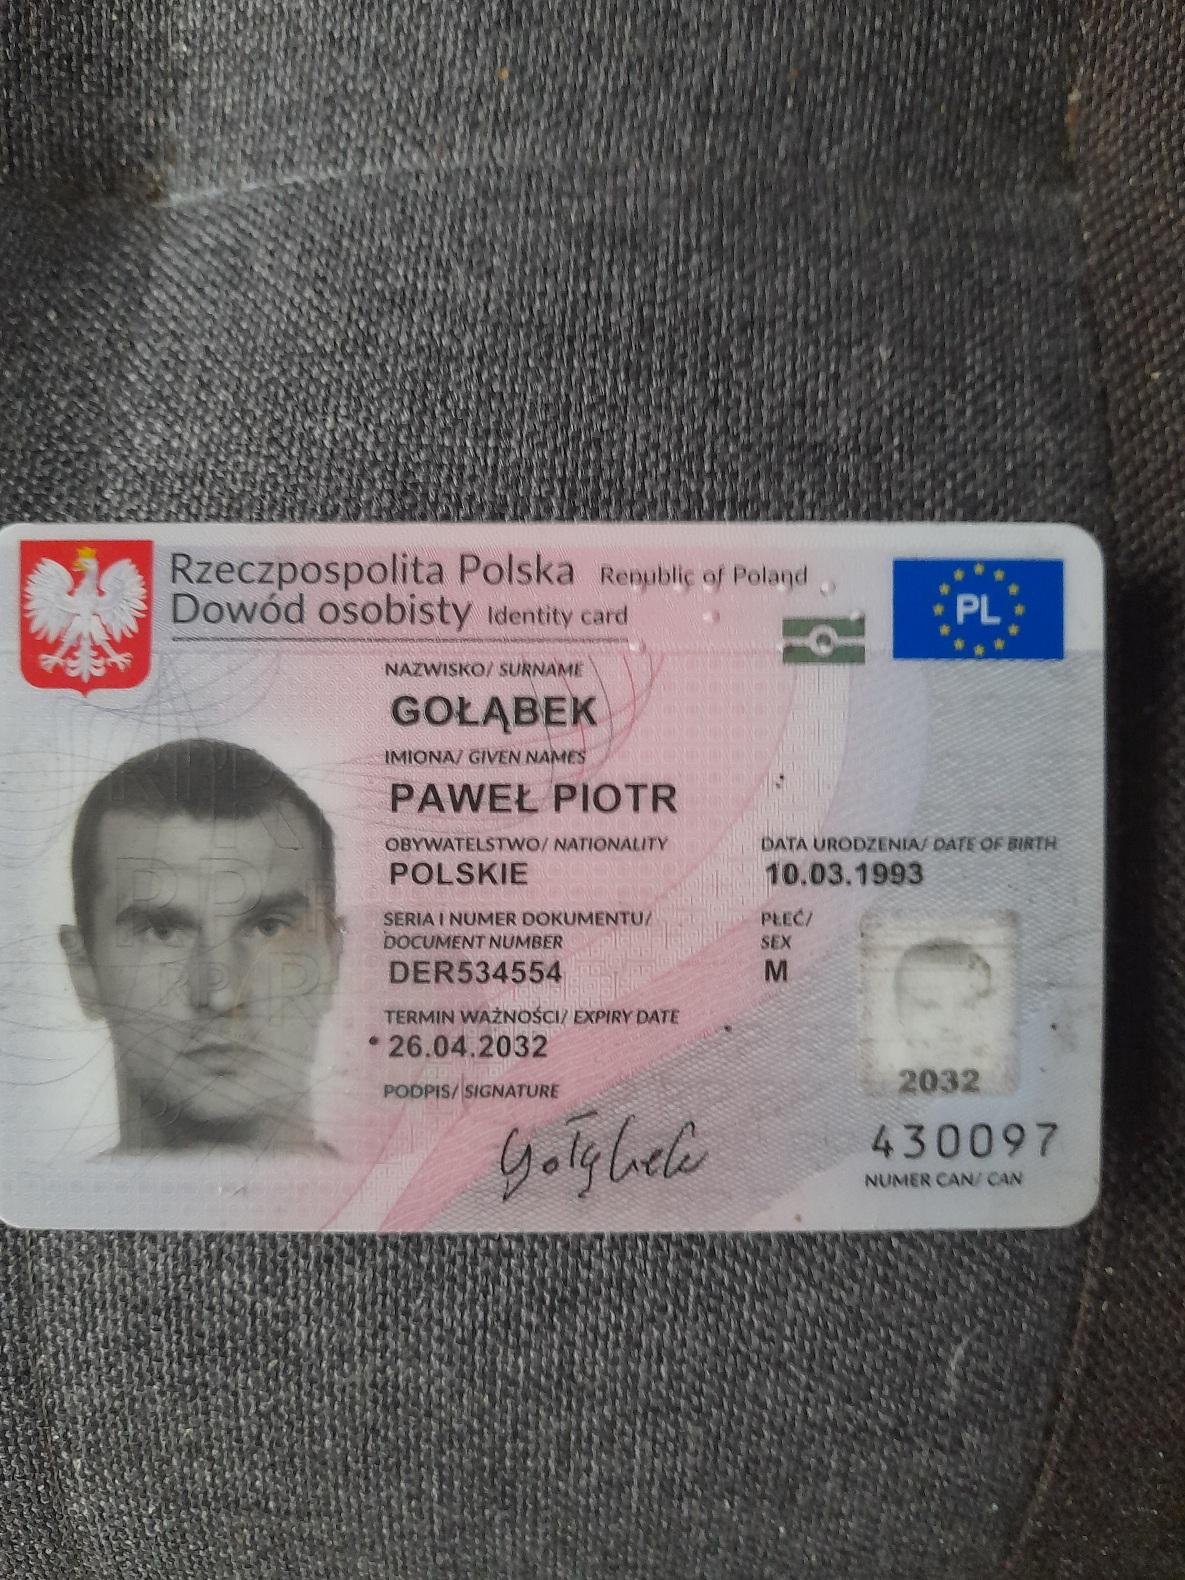 Rzeczpospolita Polska Republic of Poland
Dowód osobisty Identity card
PL
NAZWISKO/ SURNAME
GOŁĄBEK
IMIONA/ GIVEN NAMES
PAWEŁ PIOTR
OBYWATELSTWO/ NATIONALITY
POLSKIE
DATA URODZENIA/ DATE OF BIRTH
10.03.1993
SERIA I NUMER DOKUMENTU/
DOCUMENT NUMBER
DER534554
PŁEĆ/
SEX
M
TERMIN WAŻNOŚCI/ EXPIRY DATE
26.04.2032
2032
PODPIS/ SIGNATURE
Gołąbek
430097
NUMER CAN/ CAN